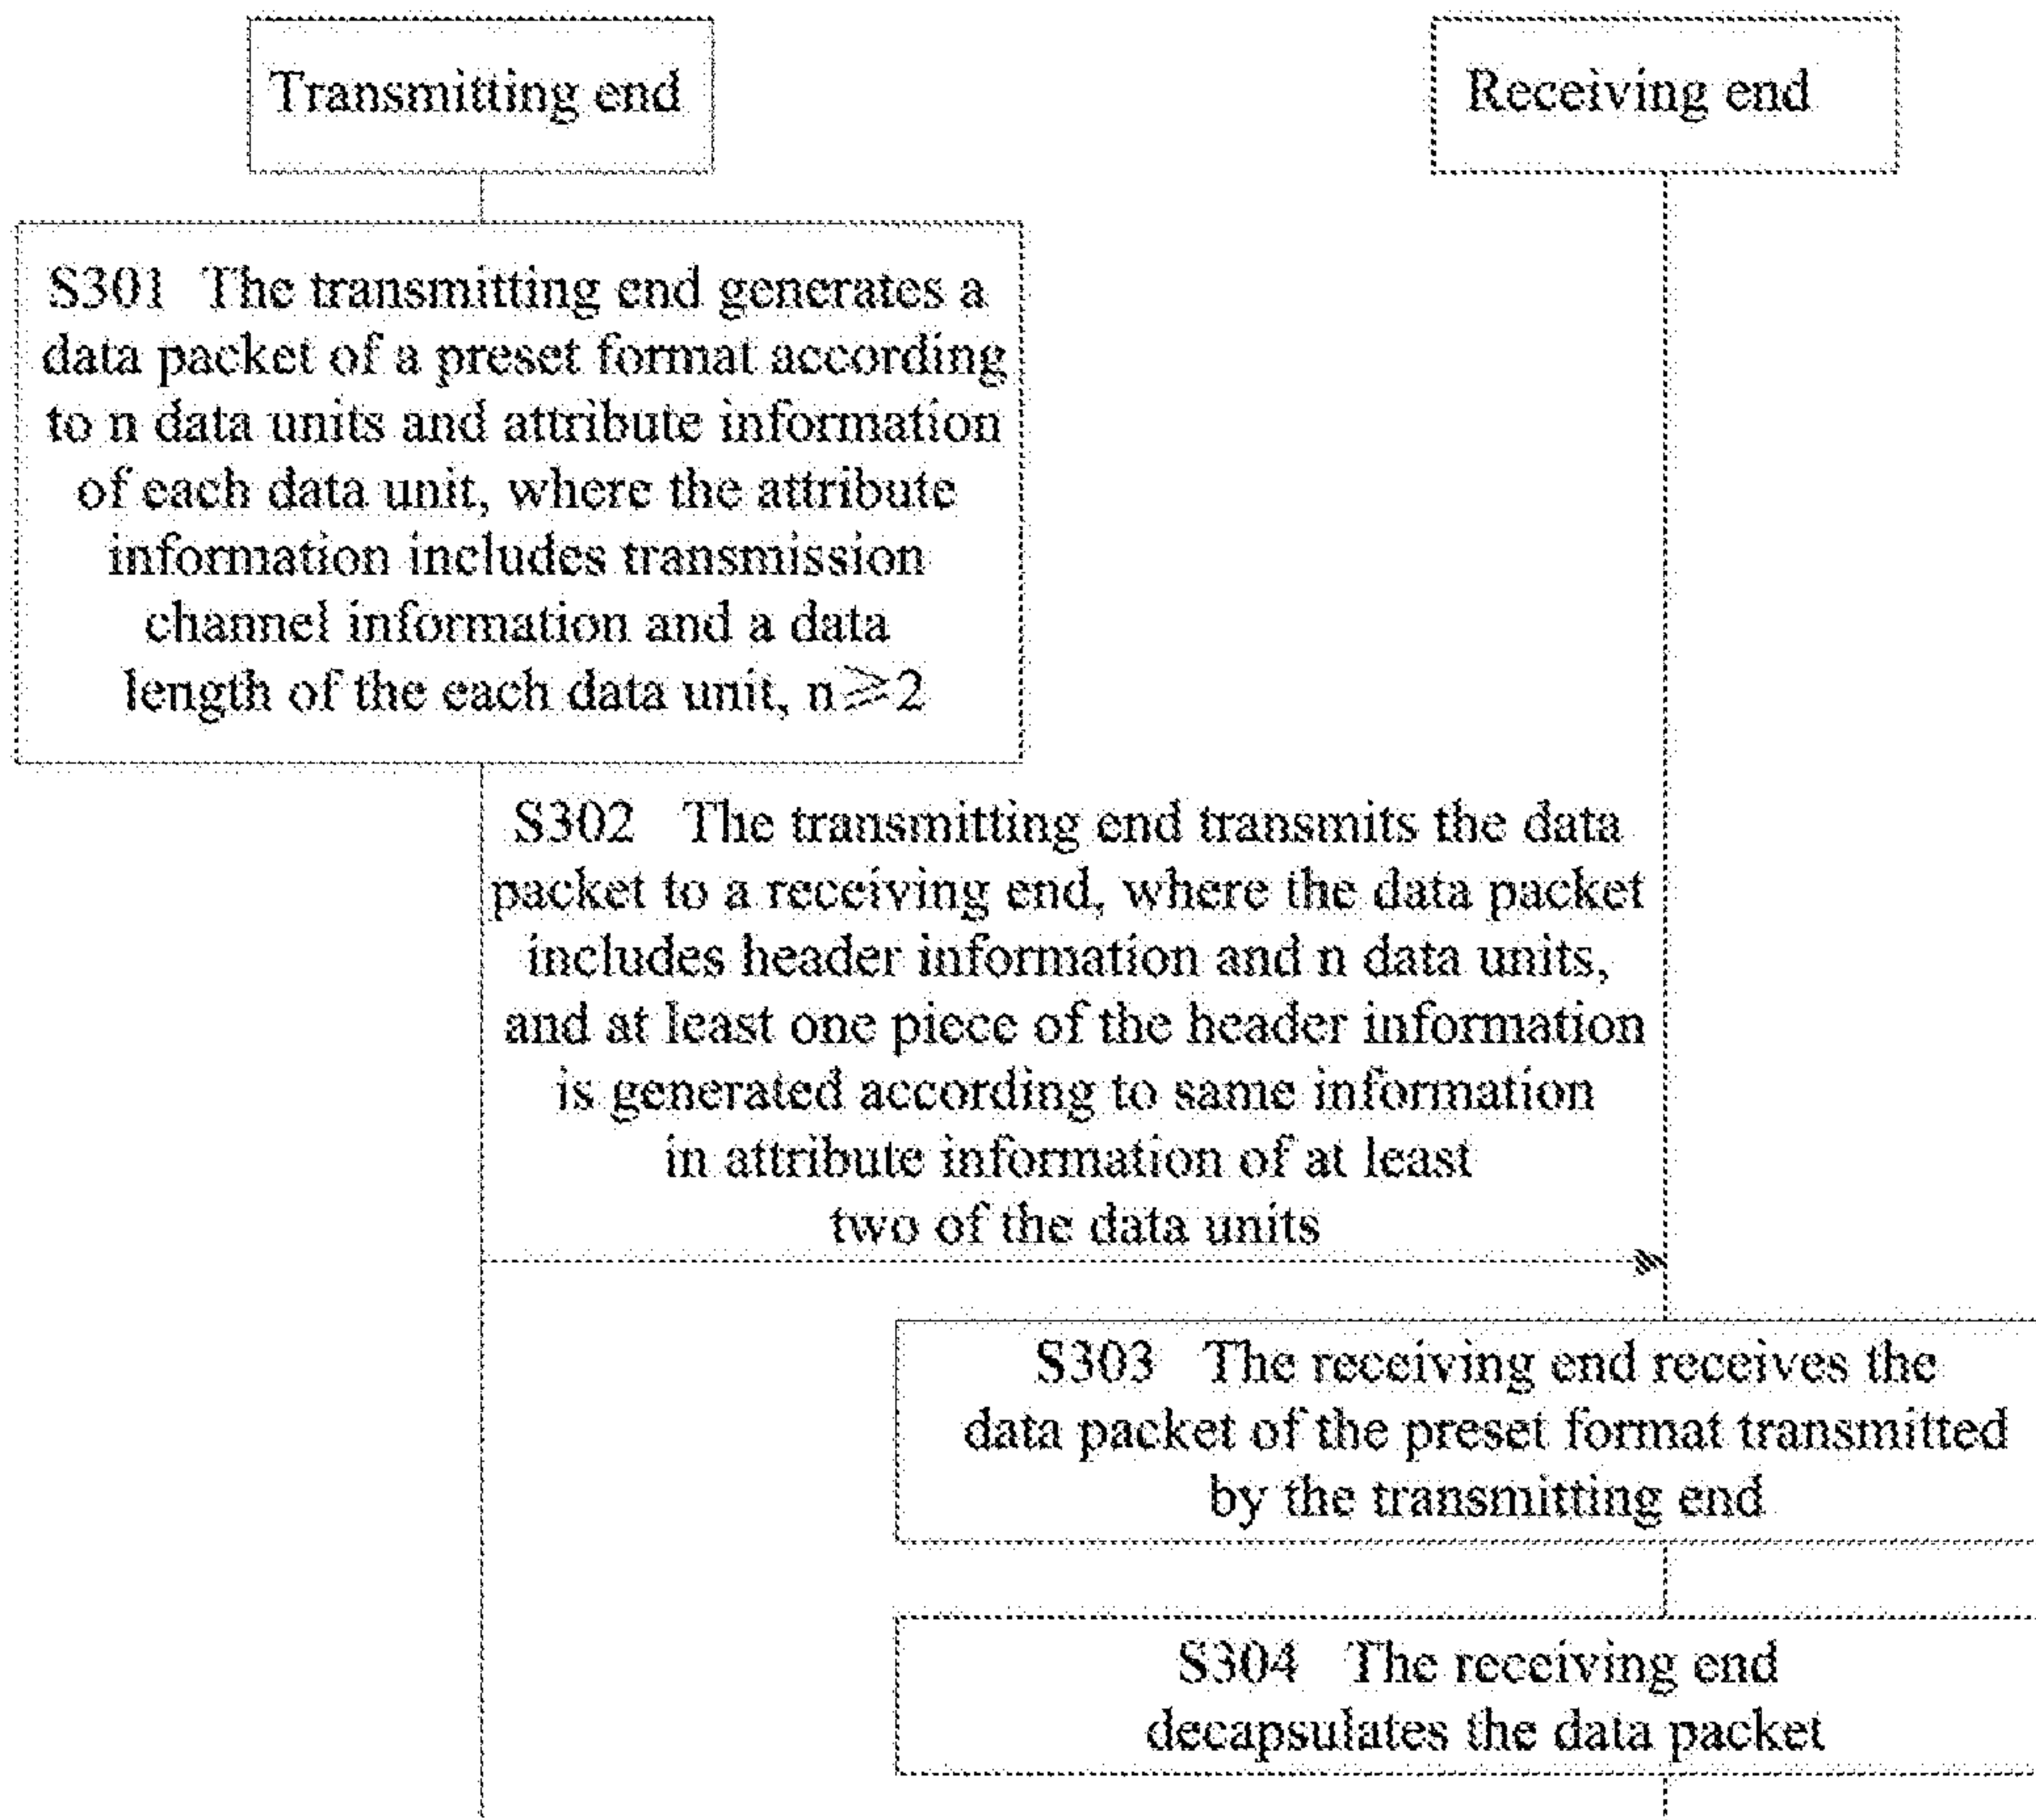 Transmitting end
Receiving end
S301 The transmitting end generates a
data packet of a preset format according
to n data units and attribute information
of each data unit, where the attribute
information includes transmission
channel information and a data
length of the each data unit, n⩾2
S302 The transmitting end transmits the data
packet to a receiving end, where the data packet
includes header information and n data units,
and at least one piece of the header information
is generated according to same information
in attribute information of at least
two of the data units
S303 The receiving end receives the
data packet of the preset format transmitted
by the transmitting end
S304 The receiving end
decapsulates the data packet